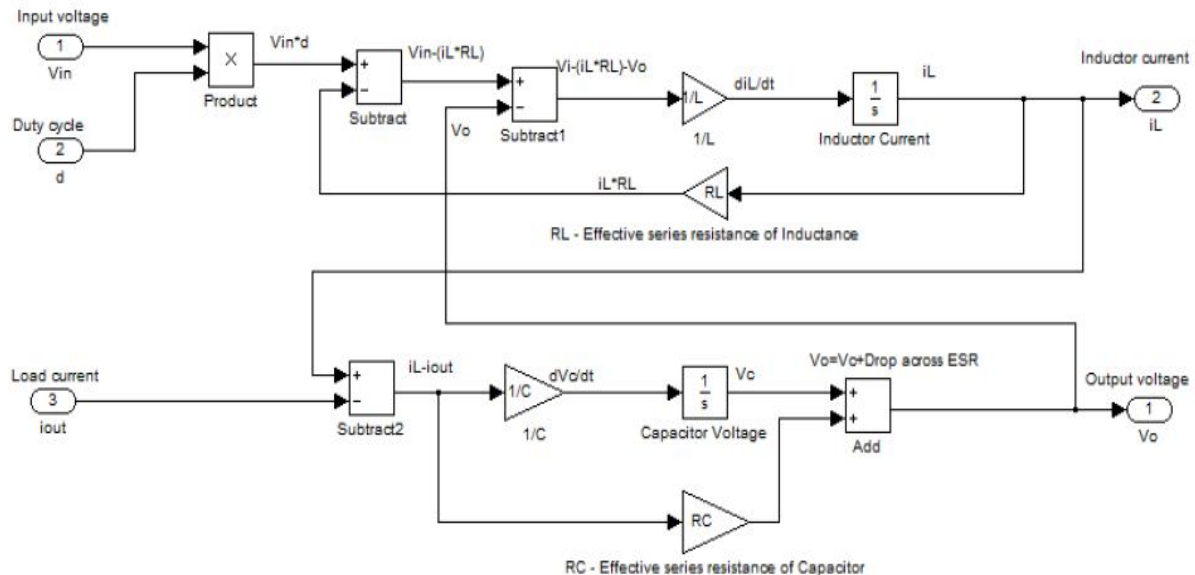 Input voltage
1
Vin
Duty cycle
2
d
X
Product
Vin*d
+
−
Subtract
Vin-(iL*RL)
+
−
Subtract1
Vo
Vi-(iL*RL)-Vo
1/L
1/L
diL/dt
1
s
Inductor Current
iL
Inductor current
2
iL
iL*RL
RL
RL - Effective series resistance of Inductance
Load current
3
iout
+
−
Subtract2
iL-iout
1/C
1/C
dVc/dt
1
s
Capacitor Voltage
Vc
Vo=Vc+Drop across ESR
+
+
Add
Output voltage
1
Vo
RC
RC - Effective series resistance of Capacitor